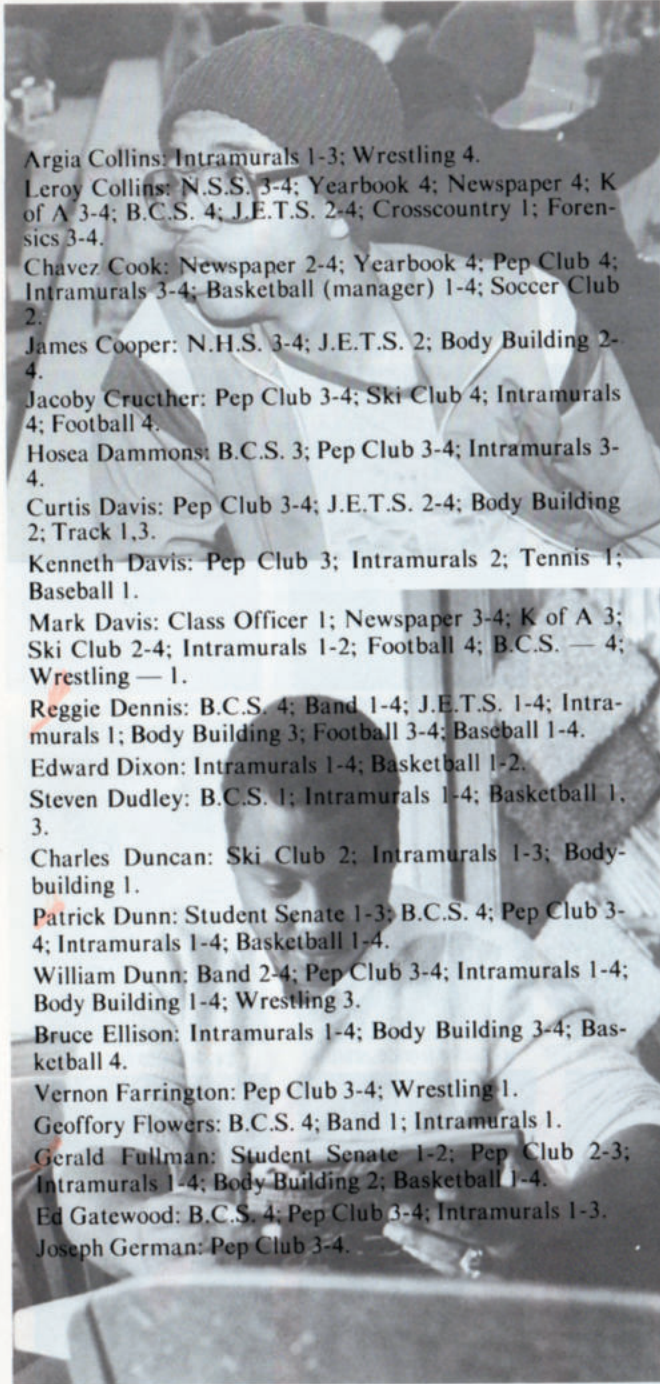 Argia Collins: Intramurals 1-3; Wrestling 4.
Leroy Collins: N.S.S. 3-4; Yearbook 4; Newspaper 4; K
of A 3-4; B.C.S. 4; J.E.T.S. 2-4; Crosscountry 1; Foren-
sics 3-4.
Chavez Cook: Newspaper 2-4; Yearbook 4; Pep Club 4;
Intramurals 3-4; Basketball (manager) 1-4; Soccer Club
2.
James Cooper: N.H.S. 3-4; J.E.T.S. 2; Body Building 2-
4.
Jacoby Cructher: Pep Club 3-4; Ski Club 4; Intramurals
4; Football 4.
Hosea Dammons: B.C.S. 3; Pep Club 3-4; Intramurals 3-
4.
Curtis Davis: Pep Club 3-4; J.E.T.S. 2-4; Body Building
2; Track 1,3.
Kenneth Davis: Pep Club 3; Intramurals 2; Tennis 1;
Baseball 1.
Mark Davis: Class Officer 1; Newspaper 3-4; K of A 3;
Ski Club 2-4; Intramurals 1-2; Football 4; B.C.S. — 4;
Wrestling — 1.
Reggie Dennis: B.C.S. 4; Band 1-4; J.E.T.S. 1-4; Intra-
murals 1; Body Building 3; Football 3-4; Baseball 1-4.
Edward Dixon: Intramurals 1-4; Basketball 1-2.
Steven Dudley: B.C.S. 1; Intramurals 1-4; Basketball 1,
3.
Charles Duncan: Ski Club 2; Intramurals 1-3; Body-
building 1.
Patrick Dunn: Student Senate 1-3; B.C.S. 4; Pep Club 3-
4; Intramurals 1-4; Basketball 1-4.
William Dunn: Band 2-4; Pep Club 3-4; Intramurals 1-4;
Body Building 1-4; Wrestling 3.
Bruce Ellison: Intramurals 1-4; Body Building 3-4; Bas-
ketball 4.
Vernon Farrington: Pep Club 3-4; Wrestling 1.
Geoffory Flowers: B.C.S. 4; Band 1; Intramurals 1.
Gerald Fullman: Student Senate 1-2; Pep Club 2-3;
Intramurals 1-4; Body Building 2; Basketball 1-4.
Ed Gatewood: B.C.S. 4; Pep Club 3-4; Intramurals 1-3.
Joseph German: Pep Club 3-4.